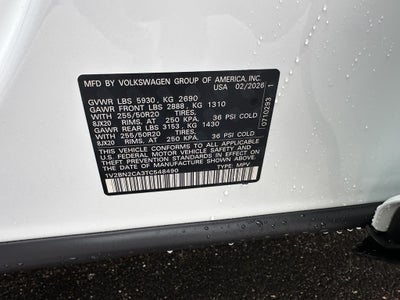 MFD BY VOLKSWAGEN GROUP OF AMERICA, INC.
USA 02/2026
GVWR LBS 5930, KG 2690
GAWR FRONT LBS 2888, KG 1310
WITH 255/50R20 TIRES,
8JX20 RIMS, AT 250 KPA/ 36 PSI COLD
GAWR REAR LBS 3153, KG 1430
WITH 255/50R20 TIRES,
8JX20 RIMS, AT 250 KPA/ 36 PSI COLD
THIS VEHICLE CONFORMS TO ALL APPLICABLE
U.S. FEDERAL MOTOR VEHICLE SAFETY AND
THEFT PREVENTION STANDARDS IN EFFECT
ON THE DATE OF MANUFACTURE SHOWN ABOVE.
1V2BN2CA3TC548490 TYPE: MPV
0710293 1